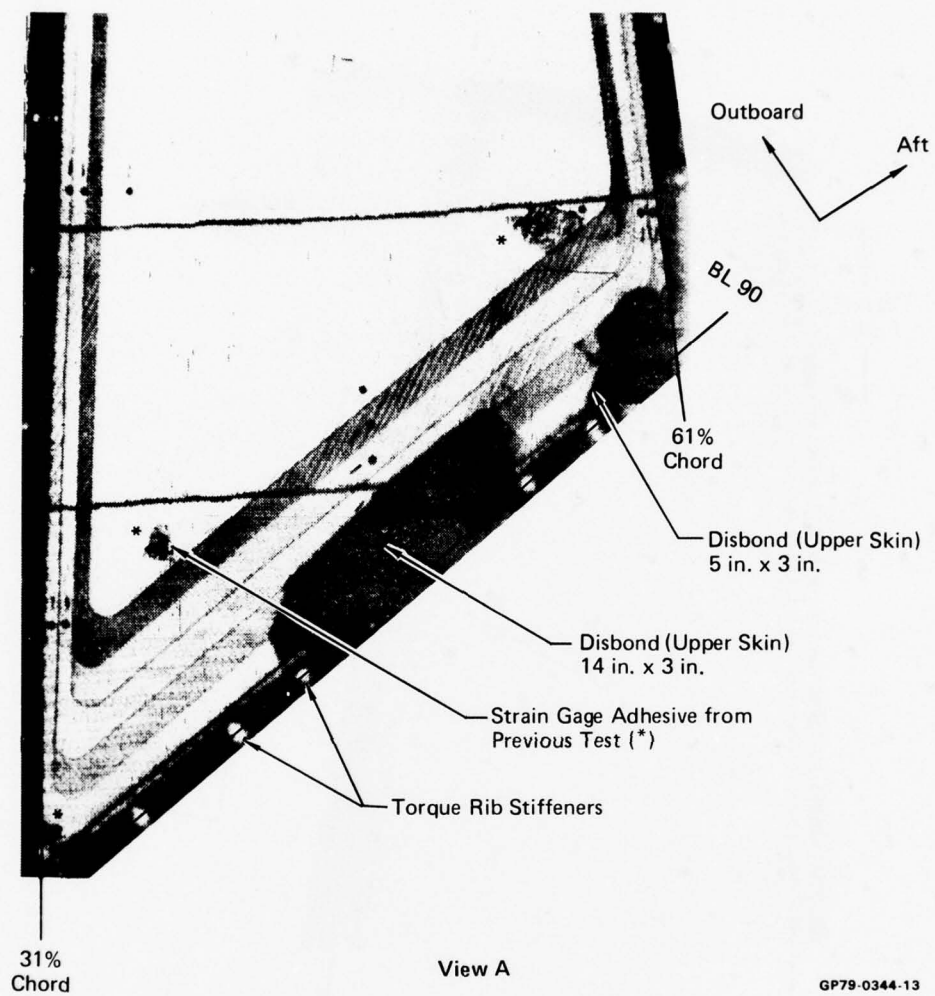 Outboard
Aft
BL 90
*
61%
Chord
*
Disbond (Upper Skin)
5 in. x 3 in.
Disbond (Upper Skin)
14 in. x 3 in.
Strain Gage Adhesive from
Previous Test (*)
Torque Rib Stiffeners
*
31%
Chord
View A
GP79-0344-13